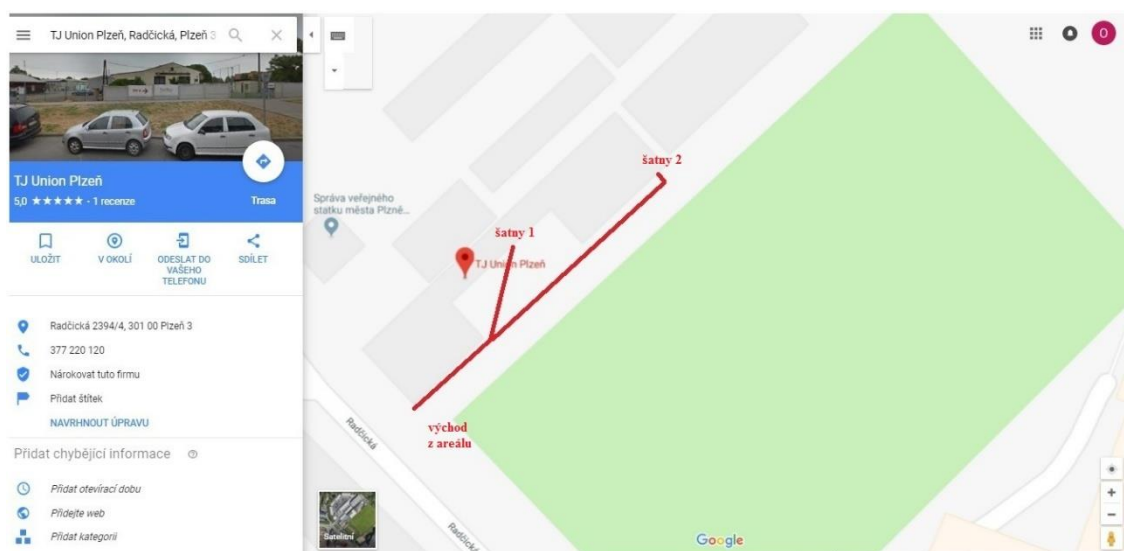 TJ Union Plzeň, Radčická, Plzeň 3
TJ Union Plzeň
5,0 ★★★★★ - 1 recenze
Trasa
ULOŽIT
V OKOLÍ
ODESLAT DO
VAŠEHO
TELEFONU
SDÍLET
Radčická 2394/4, 301 00 Plzeň 3
377 220 120
Nárokovat tuto firmu
Přidat štítek
NAVRHNOUT ÚPRAVU
Přidat chybějící informace
Přidat otevírací dobu
Přidejte web
Přidat kategorii
O
šatny 2
Správa veřejného
statku města Plzně...
šatny 1
TJ Union Plzeň
východ
z areálu
Radčická
Radčická
Satelitní
Google